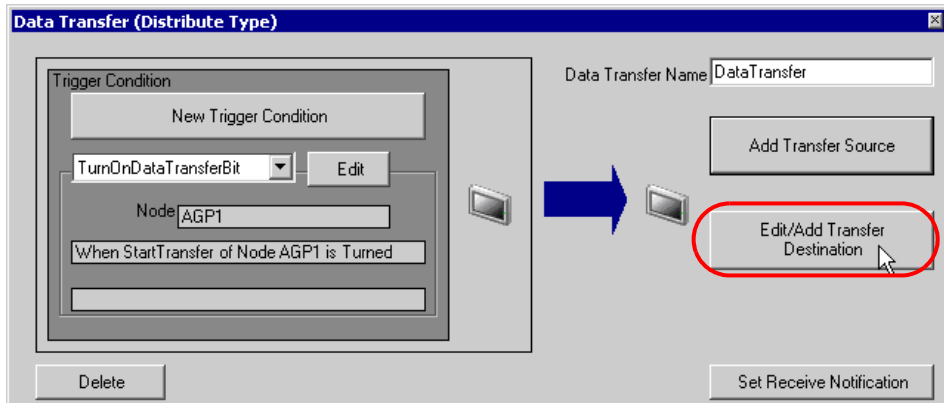 Data Transfer (Distribute Type)
Trigger Condition
New Trigger Condition
TurnOnDataTransferBit
Edit
Node
AGP1
When StartTransfer of Node AGP1 is Turned
Data Transfer Name
DataTransfer
Add Transfer Source
Edit/Add Transfer
Destination
Delete
Set Receive Notification